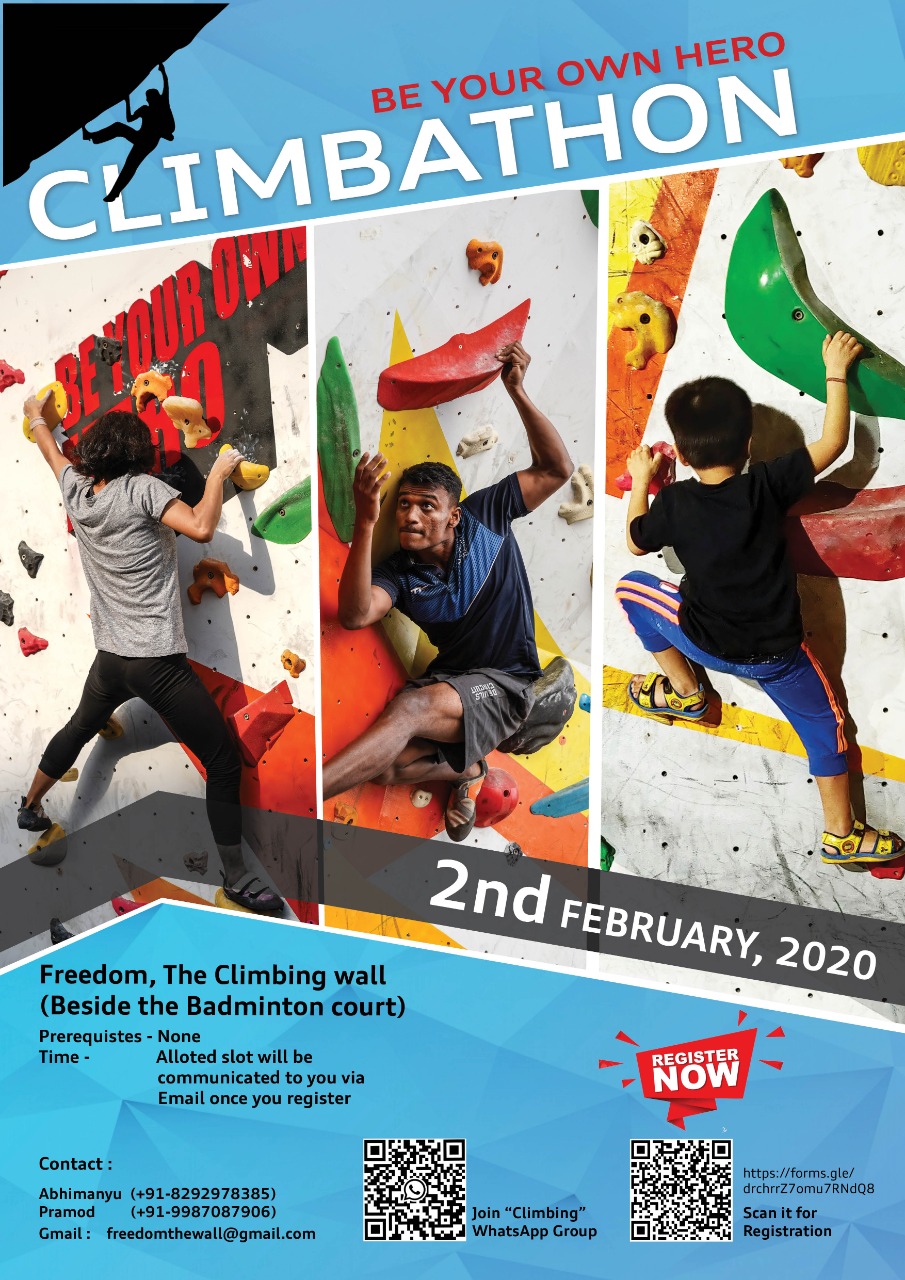 BE YOUR OWN HERO
CLIMBATHON
BE YOUR OWN
2nd FEBRUARY, 2020
Freedom, The Climbing wall
(Beside the Badminton court)
Prerequistes - None
Time - Alloted slot will be
communicated to you via
Email once you register
REGISTER
NOW
Contact :
Abhimanyu (+91-8292978385)
Pramod (+91-9987087906)
Gmail : freedomthewall@gmail.com
Join “Climbing”
WhatsApp Group
https://forms.gle/
drchrrZ7omu7RNdQ8
Scan it for
Registration